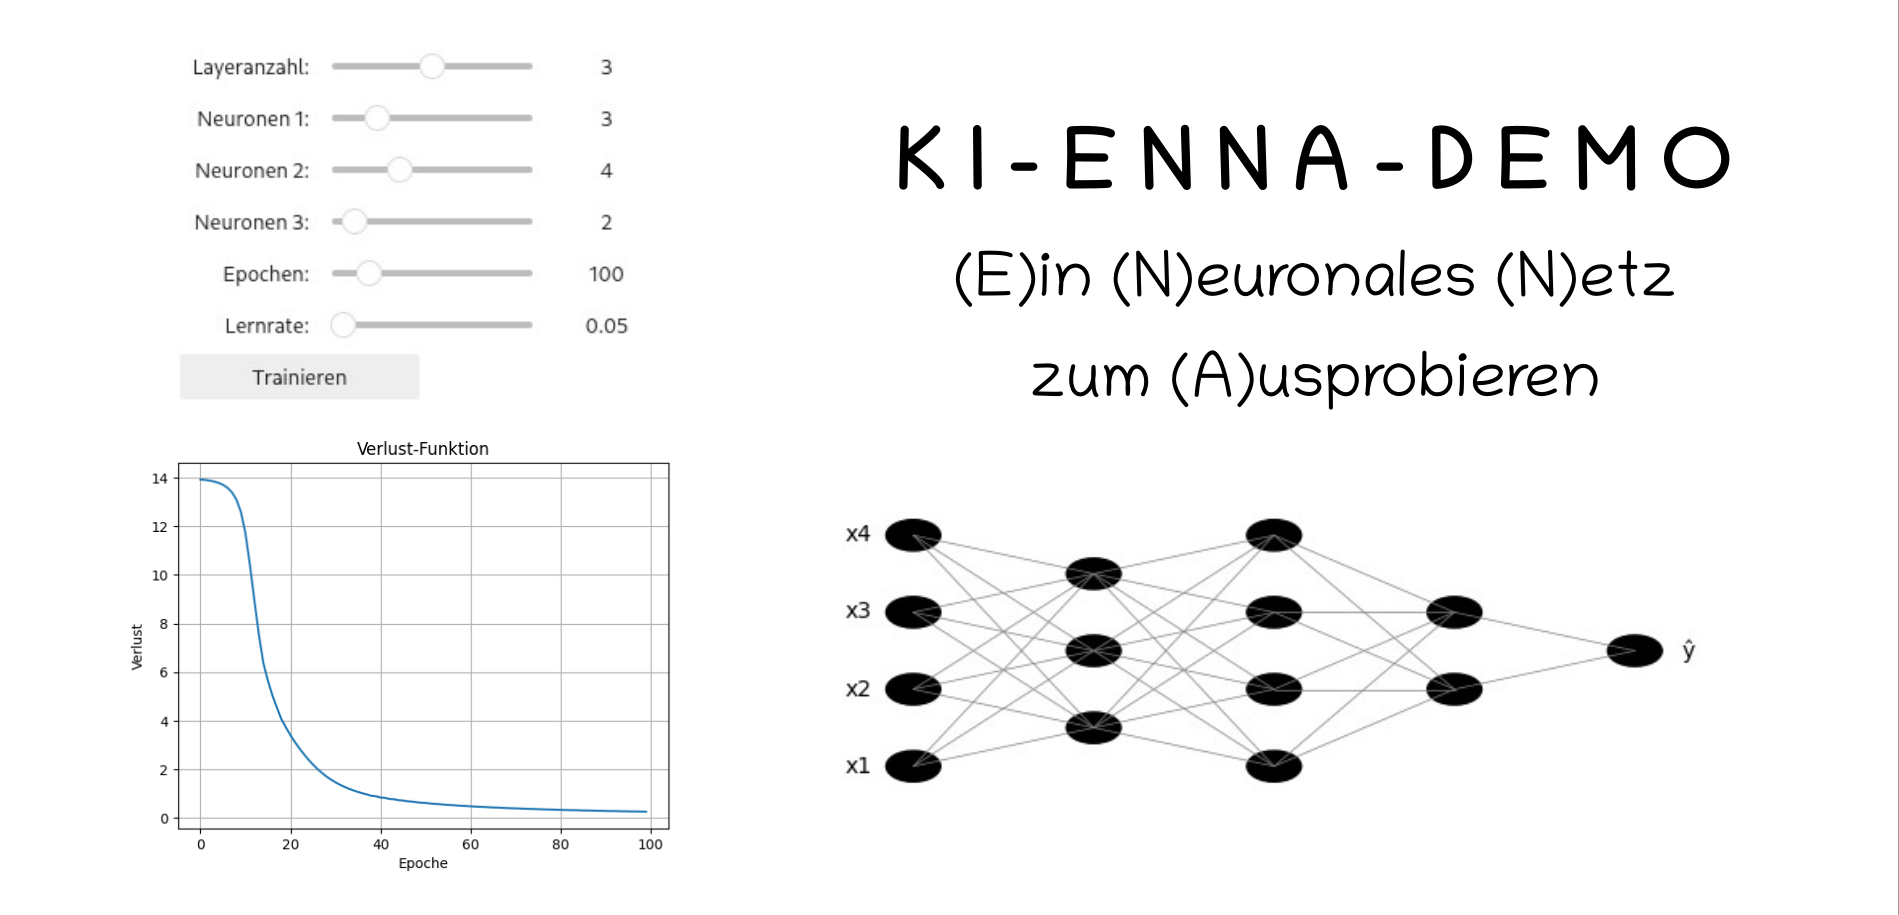 Layeranzahl: 3
Neuronen 1: 3
Neuronen 2: 4
Neuronen 3: 2
Epochen: 100
Lernrate: 0.05
Trainieren
KI-ENNA-DEMO
(E)in (N)euronales (N)etz
zum (A)usprobieren
Verlust-Funktion
Verlust
14
12
10
8
6
4
2
0
0 20 40 60 80 100
Epoche
x4
x3
x2
x1
ŷ